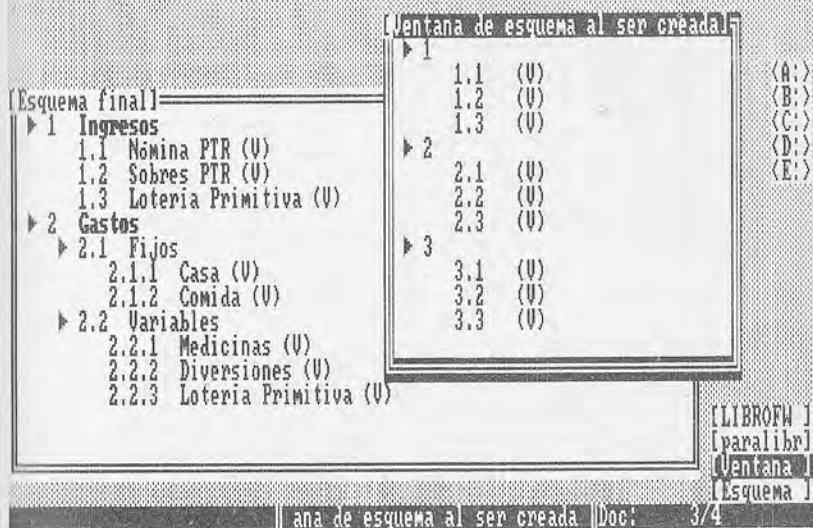 [Ventana de esquema al ser creada]
▶ 1
1.1 (V)
1.2 (V)
1.3 (V)
▶ 2
2.1 (V)
2.2 (V)
2.3 (V)
▶ 3
3.1 (V)
3.2 (V)
3.3 (V)
[Esquema final]
▶ 1 Ingresos
1.1 Nómina PTR (V)
1.2 Sobres PTR (V)
1.3 Loteria Primitiva (V)
▶ 2 Gastos
▶ 2.1 Fijos
2.1.1 Casa (V)
2.1.2 Comida (V)
▶ 2.2 Variables
2.2.1 Medicinas (V)
2.2.2 Diversiones (V)
2.2.3 Loteria Primitiva (V)
(A:)
(B:)
(C:)
(D:)
(E:)
[LIBROFW ]
[paralibr]
[Ventana ]
[Esquema ]
ana de esquema al ser creada Doc: 3/4